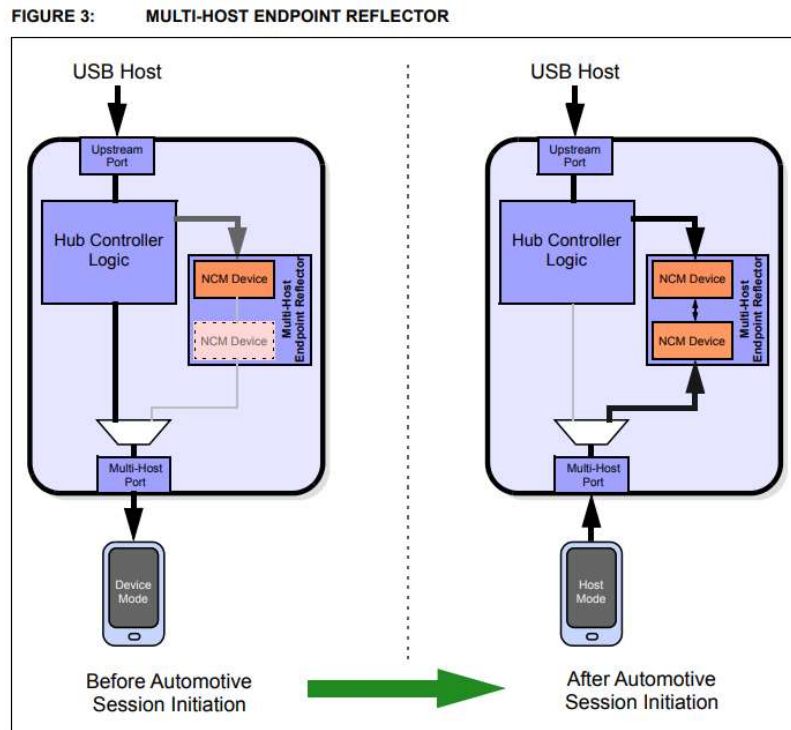 FIGURE 3: MULTI-HOST ENDPOINT REFLECTOR
USB Host
Upstream
Port
Hub Controller
Logic
NCM Device
NCM Device
Multi-Host
Endpoint Reflector
Multi-Host
Port
Device
Mode
Before Automotive
Session Initiation
USB Host
Upstream
Port
Hub Controller
Logic
NCM Device
NCM Device
Multi-Host
Endpoint Reflector
Multi-Host
Port
Host
Mode
After Automotive
Session Initiation